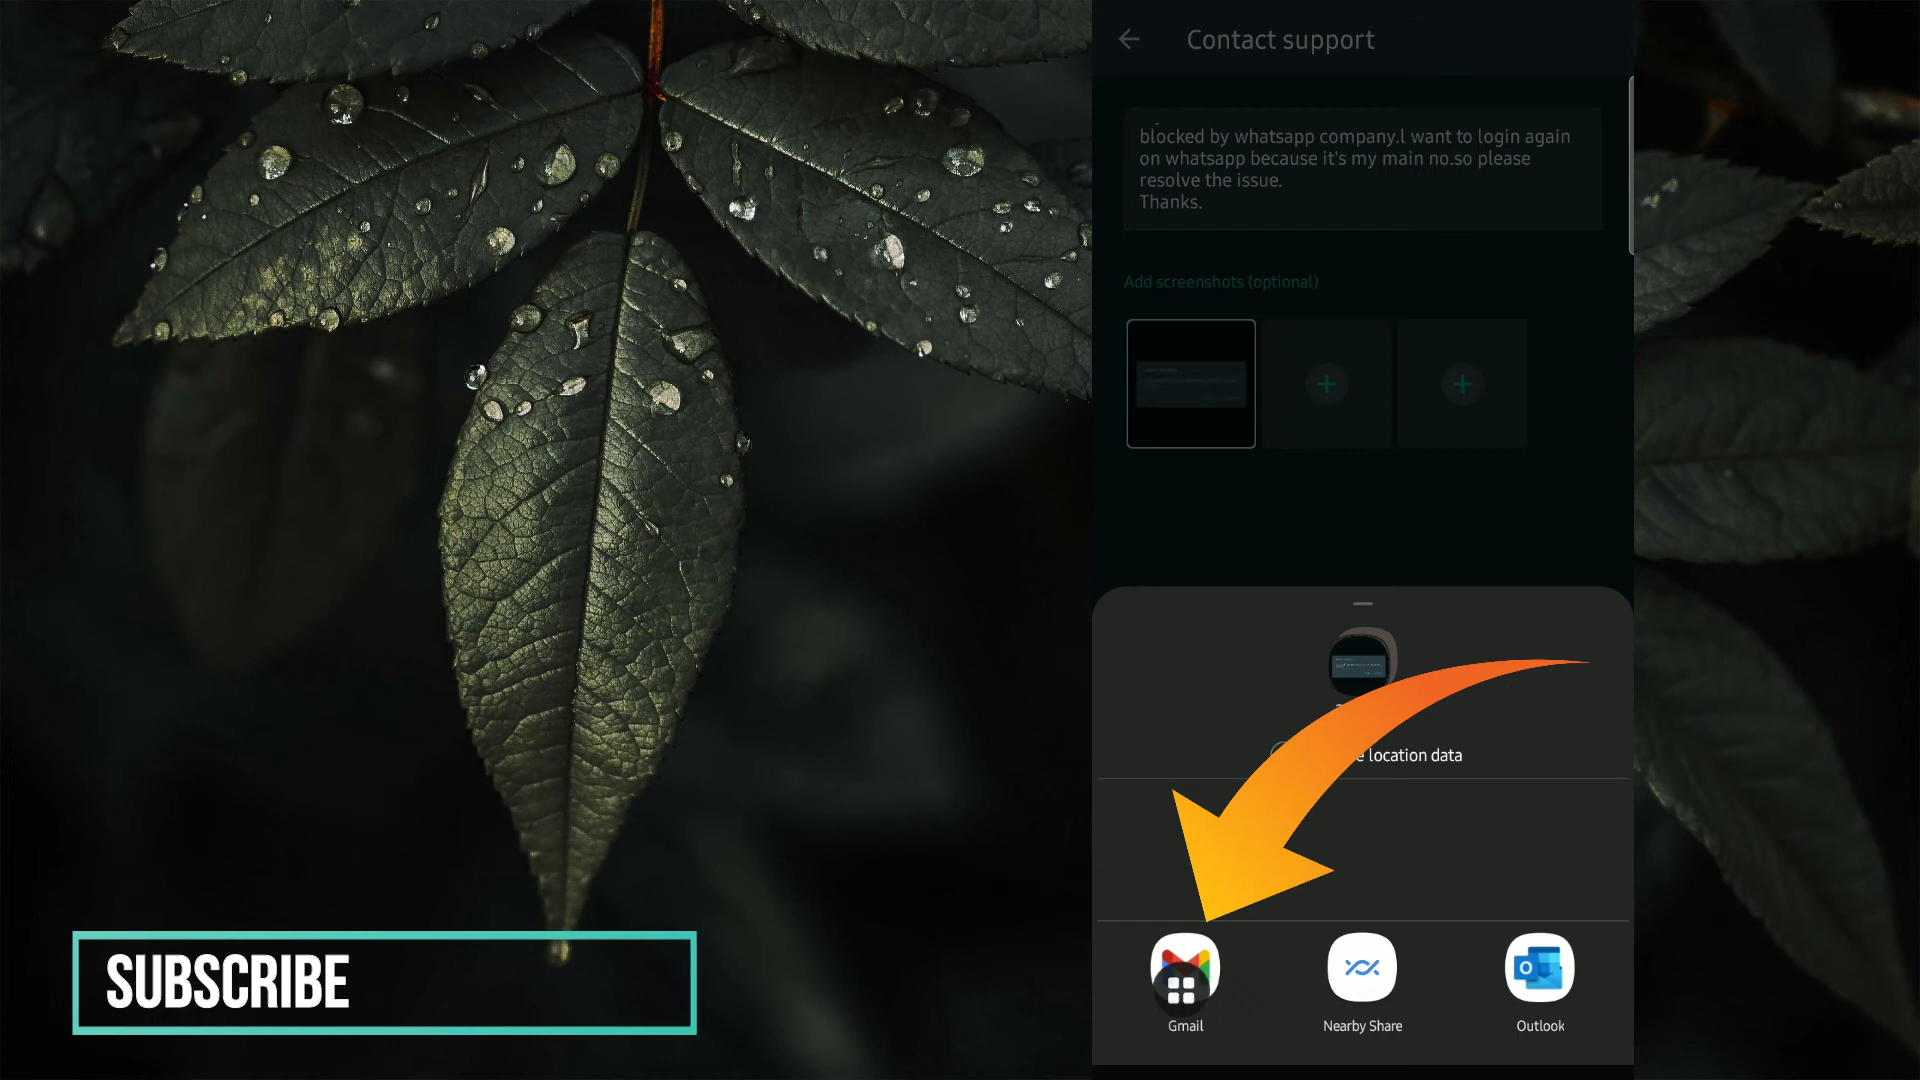 Contact support
blocked by whatsapp company.l want to login again
on whatsapp because it's my main no.so please
resolve the issue.
Thanks.
Add screenshots (optional)
location data
Gmail
Nearby Share
Outlook
SUBSCRIBE